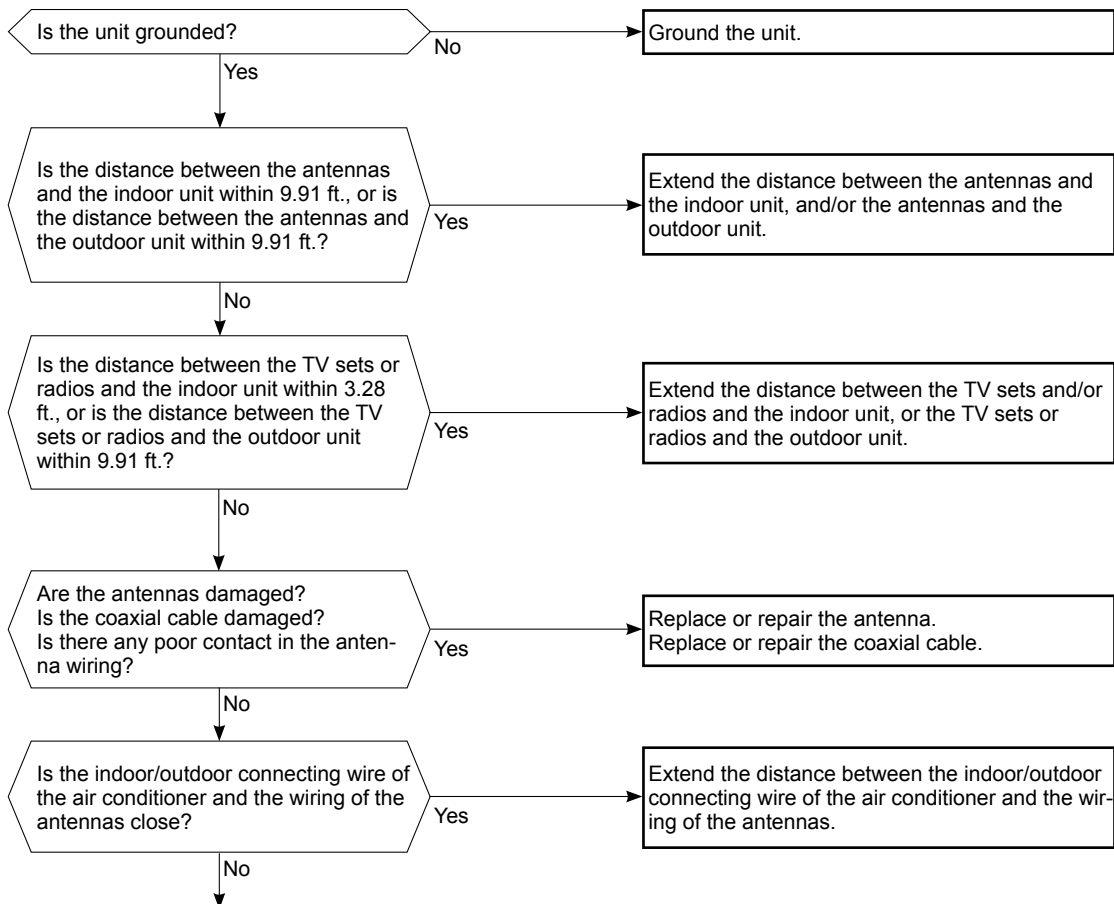 Is the unit grounded?
No
Ground the unit.
Yes
Is the distance between the antennas
and the indoor unit within 9.91 ft., or is
the distance between the antennas and
the outdoor unit within 9.91 ft.?
Yes
Extend the distance between the antennas and
the indoor unit, and/or the antennas and the
outdoor unit.
No
Is the distance between the TV sets or
radios and the indoor unit within 3.28
ft., or is the distance between the TV
sets or radios and the outdoor unit
within 9.91 ft.?
Yes
Extend the distance between the TV sets and/or
radios and the indoor unit, or the TV sets or
radios and the outdoor unit.
No
Are the antennas damaged?
Is the coaxial cable damaged?
Is there any poor contact in the anten-
na wiring?
Yes
Replace or repair the antenna.
Replace or repair the coaxial cable.
No
Is the indoor/outdoor connecting wire of
the air conditioner and the wiring of the
antennas close?
Yes
Extend the distance between the indoor/outdoor
connecting wire of the air conditioner and the wir-
ing of the antennas.
No